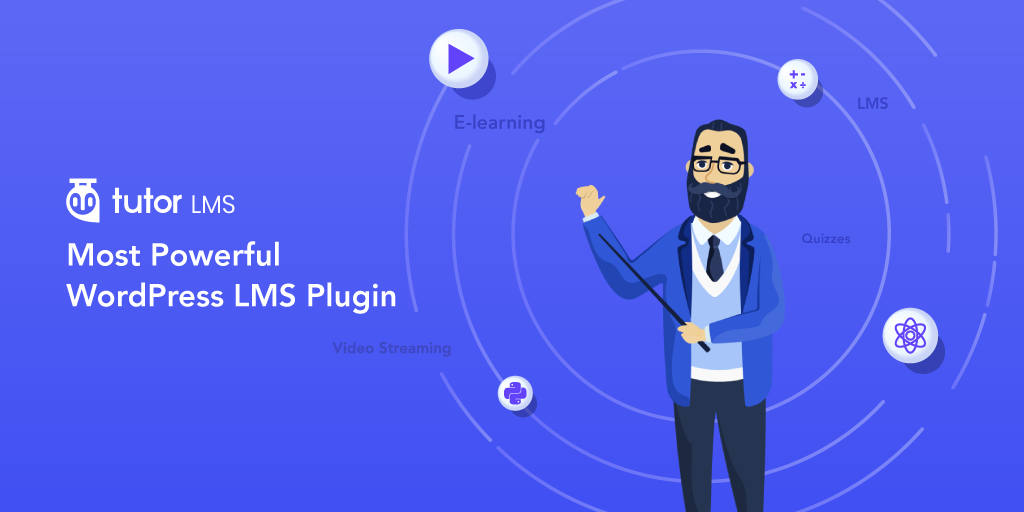 E-learning
LMS
tutor LMS
Most Powerful
WordPress LMS Plugin
Quizzes
Video Streaming